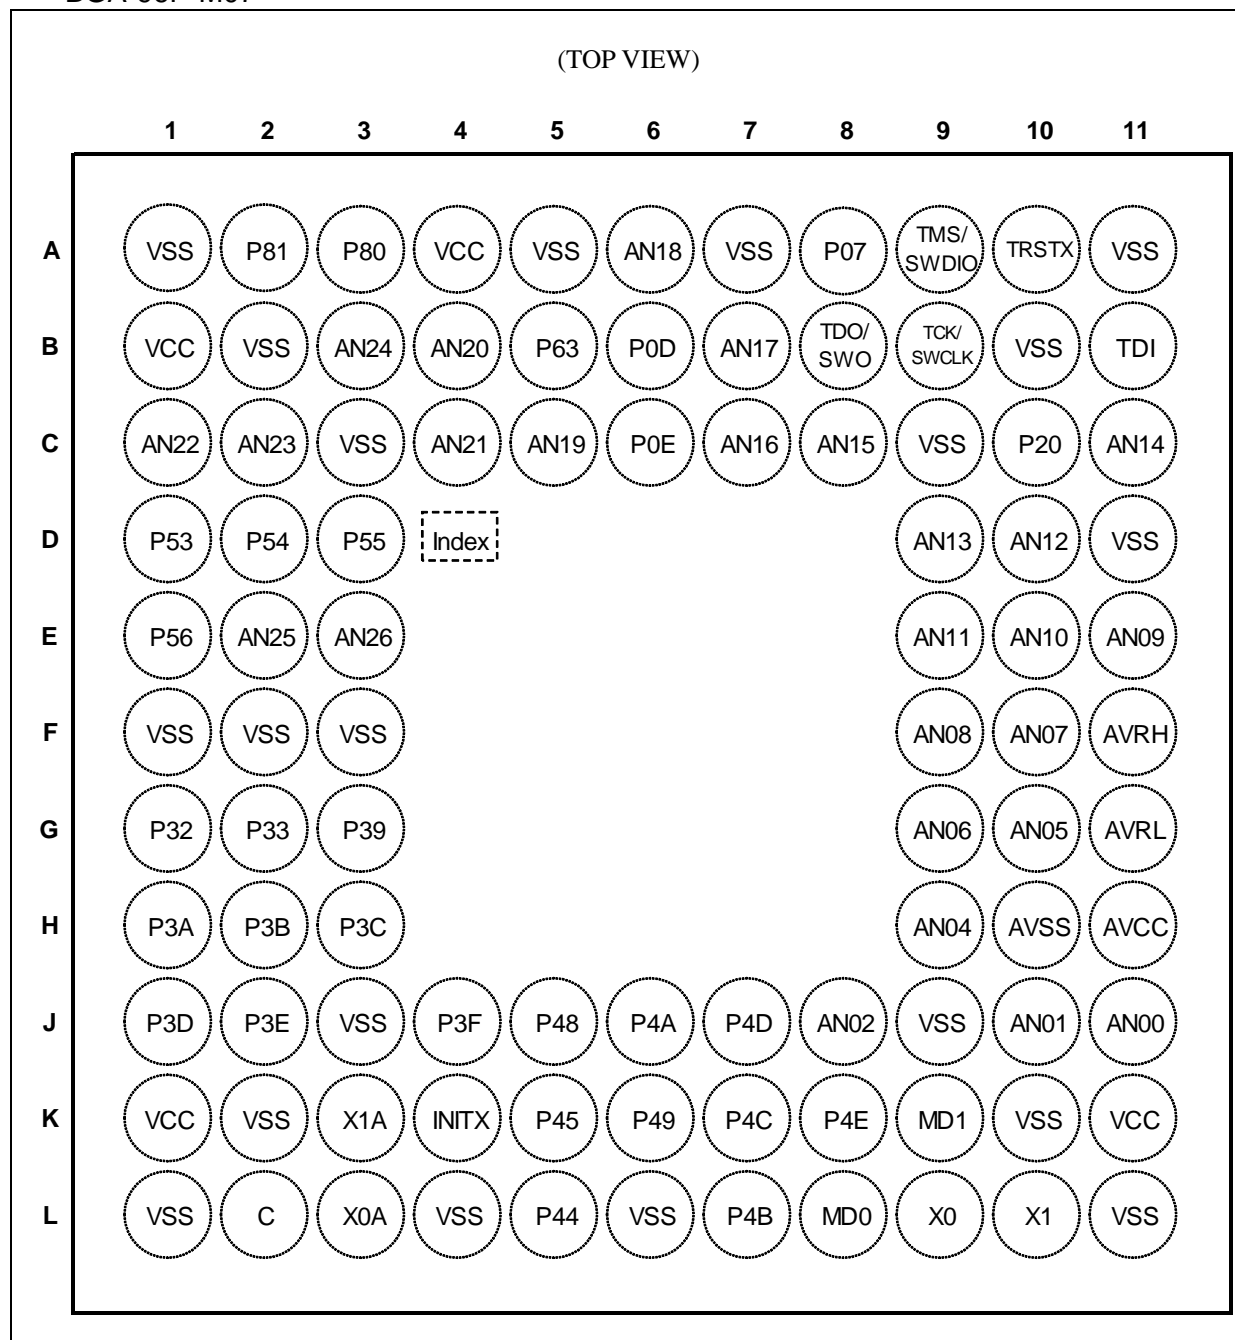 (TOP VIEW)
1 2 3 4 5 6 7 8 9 10 11
A VSS P81 P80 VCC VSS AN18 VSS P07 TMS/SWDIO TRSTX VSS
B VCC VSS AN24 AN20 P63 P0D AN17 TDO/SWO TCK/SWCLK VSS TDI
C AN22 AN23 VSS AN21 AN19 P0E AN16 AN15 VSS P20 AN14
D P53 P54 P55 Index AN13 AN12 VSS
E P56 AN25 AN26 AN11 AN10 AN09
F VSS VSS VSS AN08 AN07 AVRH
G P32 P33 P39 AN06 AN05 AVRL
H P3A P3B P3C AN04 AVSS AVCC
J P3D P3E VSS P3F P48 P4A P4D AN02 VSS AN01 AN00
K VCC VSS X1A INITX P45 P49 P4C P4E MD1 VSS VCC
L VSS C X0A VSS P44 VSS P4B MD0 X0 X1 VSS